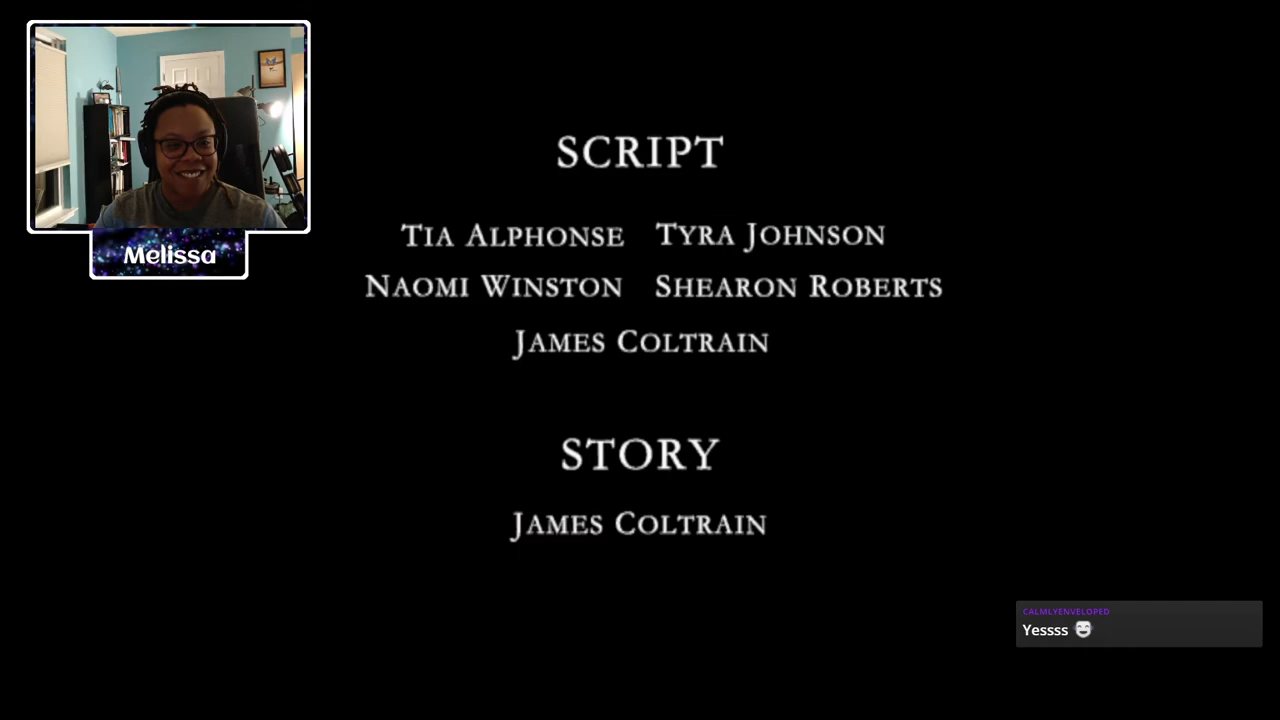 SCRIPT
TIA ALPHONSE TYRA JOHNSON
NAOMI WINSTON SHEARON ROBERTS
JAMES COLTRAIN
STORY
JAMES COLTRAIN
Melissa
CALMLYENVELOPED
Yessss